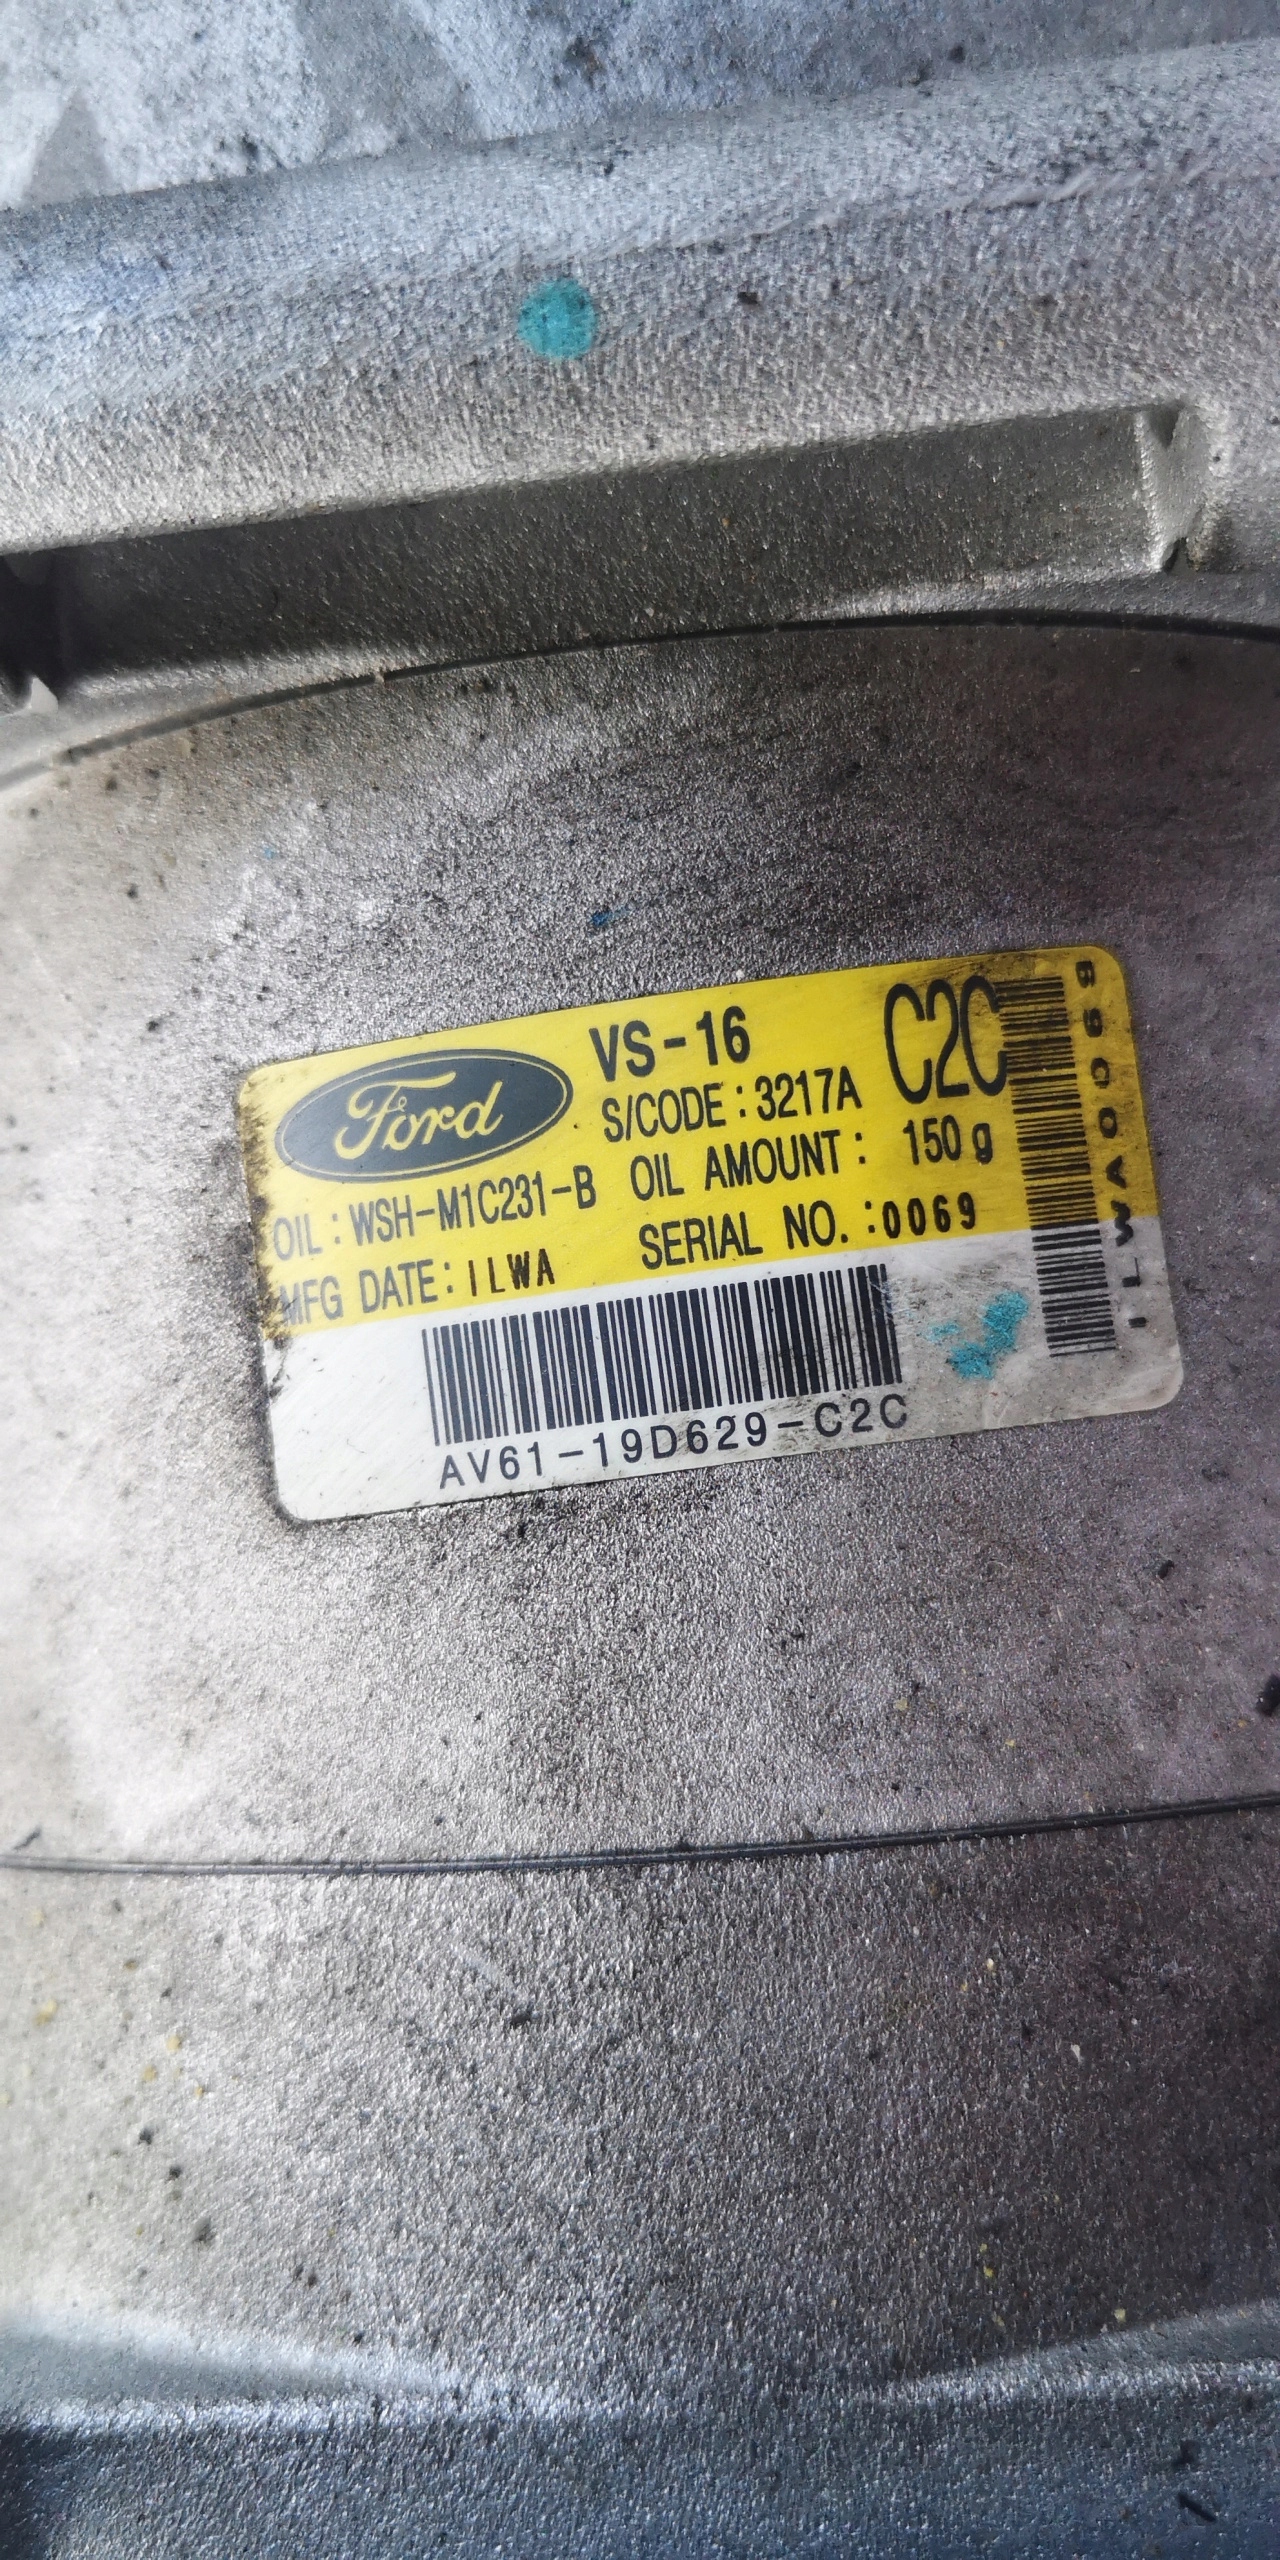 Ford
VS-16
C2C
S/CODE : 3217A
OIL : WSH-M1C231-B
OIL AMOUNT : 150 g
MFG DATE : ILWA
SERIAL NO. : 0069
AV61-19D629-C2C